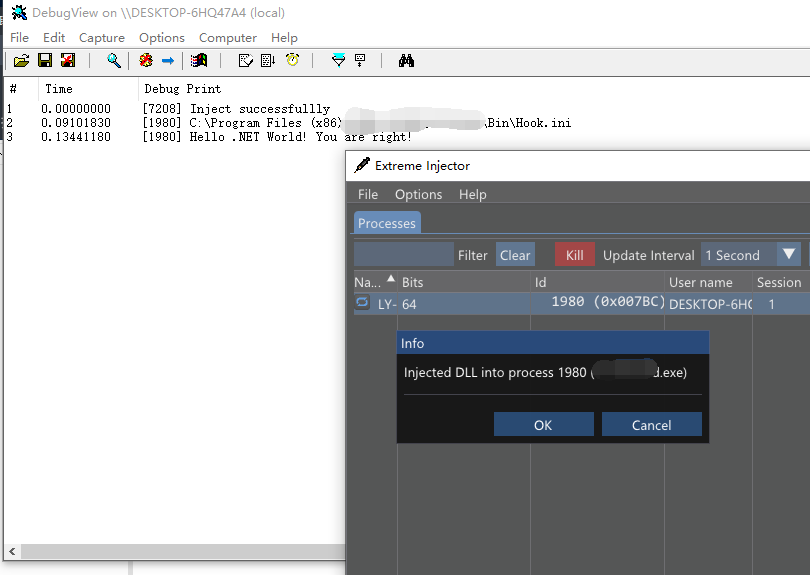 DebugView on \\DESKTOP-6HQ47A4 (local)
File Edit Capture Options Computer Help
# Time Debug Print
1 0.00000000 [7208] Inject successfullly
2 0.09101830 [1980] C:\Program Files (x86) \Bin\Hook.ini
3 0.13441180 [1980] Hello .NET World! You are right!
Extreme Injector
File Options Help
Processes
Filter Clear Kill Update Interval 1 Second
Na... Bits Id User name Session
LY- 64 1980 (0x007BC) DESKTOP-6HQ 1
Info
Injected DLL into process 1980 ( d.exe)
OK Cancel